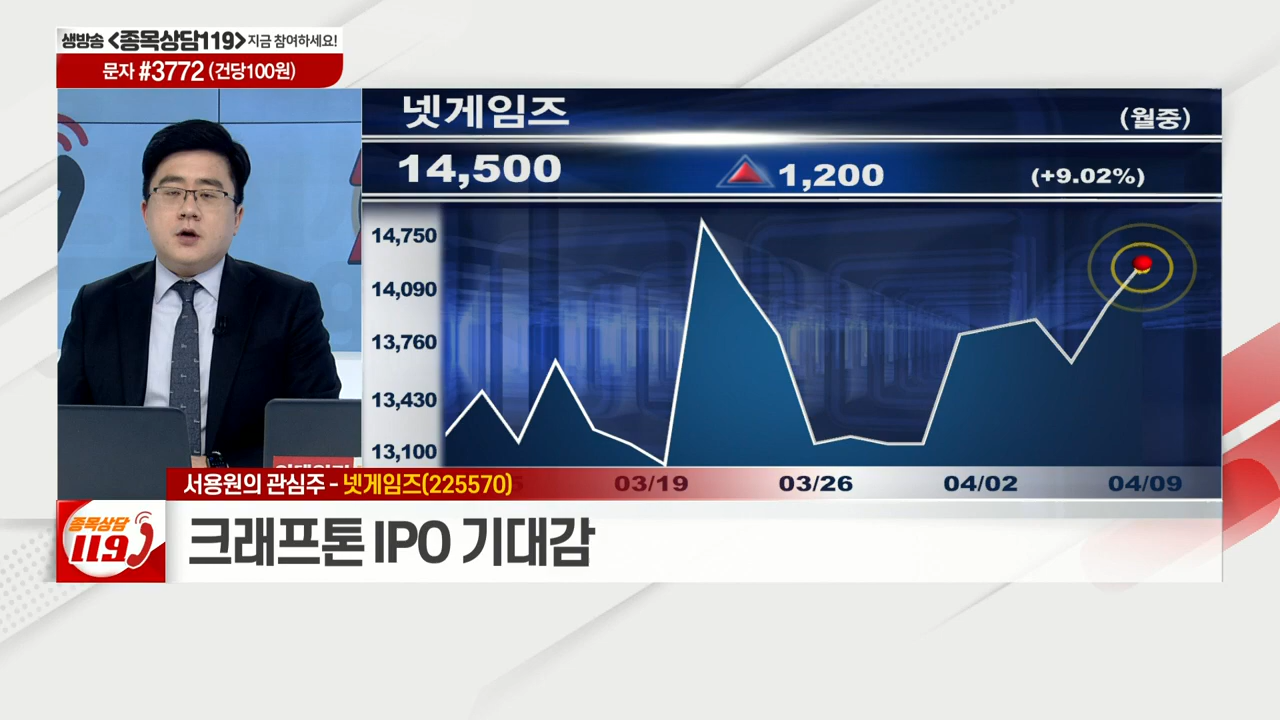 생방송 <종목상담119> 지금 참여하세요!
문자 #3772 (건당100원)
넷게임즈
(월중)
14,500
1,200
(+9.02%)
14,750
14,090
13,760
13,430
13,100
03/19
03/26
04/02
04/09
서용원의 관심주 - 넷게임즈(225570)
종목상담
119
크래프톤 IPO 기대감